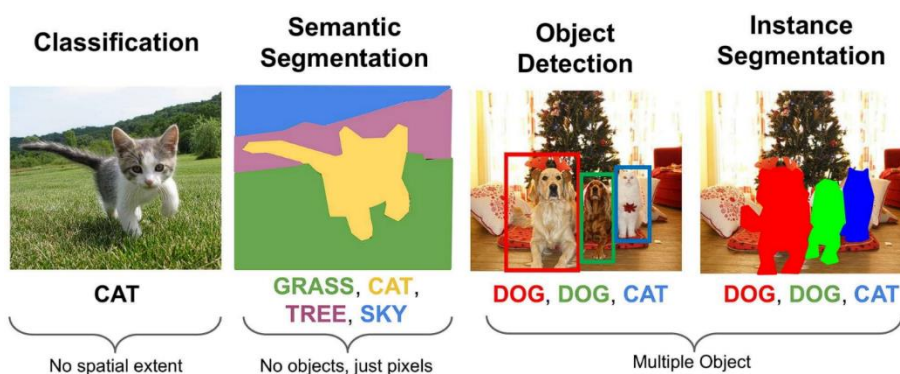 Classification
Semantic
Segmentation
Object
Detection
Instance
Segmentation
CAT
GRASS, CAT,
TREE, SKY
DOG, DOG, CAT
DOG, DOG, CAT
No spatial extent
No objects, just pixels
Multiple Object